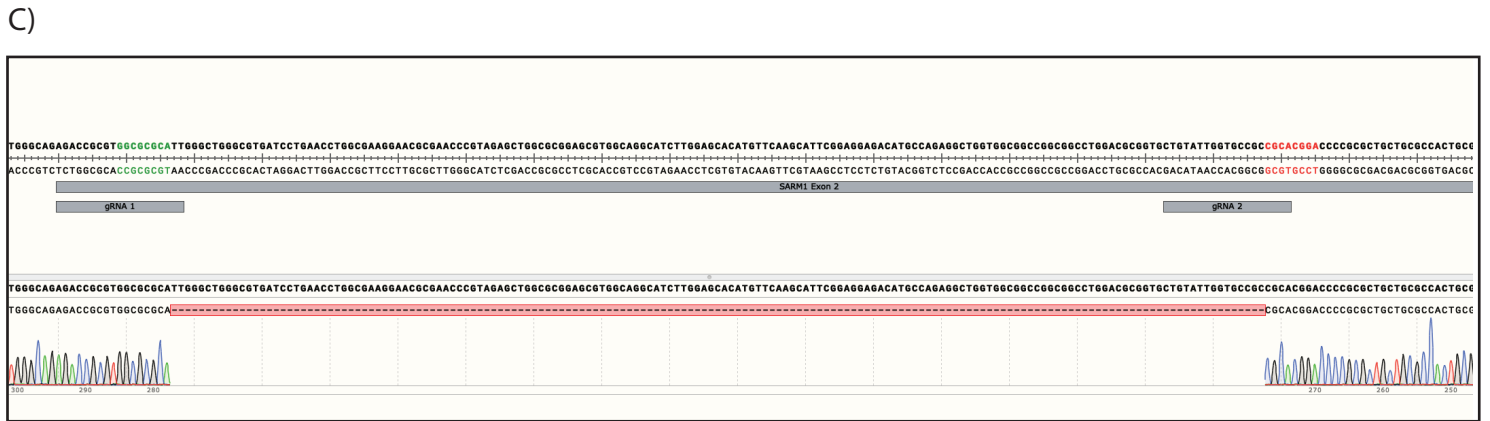 C)
TGGGCAGAGACCGCGTGGCGCGCATTGGGCTGGGCGTGATCCTGAACCTGGCGAAGGAACGCGAACCCGTAGAGCTGGCGCGGAGCGTGGCAGGCATCTTGGAGCACATGTTCAAGCATTCGGAGGAGACATGCCAGAGGCTGGTGGCGGCCGGCGGCCTGGACGCGGTGCTGTATTGGTGCCGCCGCACGGACCCCGCGCTGCTGCGCCACTGCG
ACCCGTCTCTGGCGCACCGCGCGTAACCCGACCCGCACTAGGACTTGGACCGCTTCCTTGCGCTTGGGCATCTCGACCGCGCCTCGCACCGTCCGTAGAACCTCGTGTACAAGTTCGTAAGCCTCCTCTGTACGGTCTCCGACCACCGCCGGCCGCCGGACCTGCGCCACGACATAACCACGGCGGCGTGCCTGGGGCGCGACGACGCGGTGACGC
SARM1 Exon 2
gRNA 1 gRNA 2
TGGGCAGAGACCGCGTGGCGCGCATTGGGCTGGGCGTGATCCTGAACCTGGCGAAGGAACGCGAACCCGTAGAGCTGGCGCGGAGCGTGGCAGGCATCTTGGAGCACATGTTCAAGCATTCGGAGGAGACATGCCAGAGGCTGGTGGCGGCCGGCGGCCTGGACGCGGTGCTGTATTGGTGCCGCCGCACGGACCCCGCGCTGCTGCGCCACTGCG
TGGGCAGAGACCGCGTGGCGCGCA-----------------------------------------------------------------------------------------------------------------------------------------------------------------CGCACGGACCCCGCGCTGCTGCGCCACTGCG
300 290 280 270 260 250